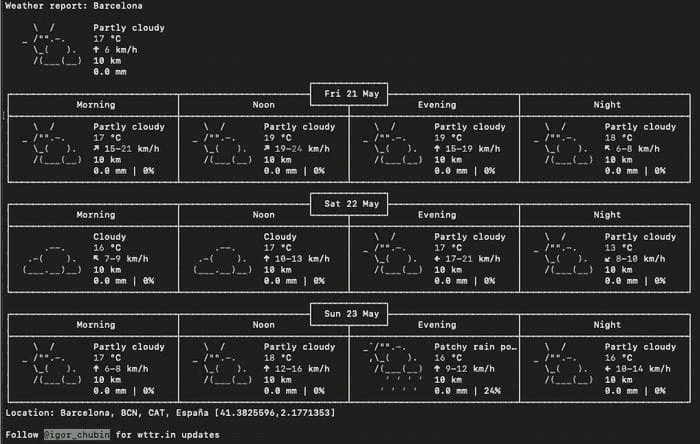 Weather report: Barcelona
Partly cloudy
17 °C
↑ 6 km/h
10 km
0.0 mm
Fri 21 May
Morning Noon Evening Night
Partly cloudy Partly cloudy Partly cloudy Partly cloudy
17 °C 19 °C 19 °C 18 °C
↗ 15–21 km/h ↗ 19–24 km/h ↑ 15–19 km/h ↖ 6–8 km/h
10 km 10 km 10 km 10 km
0.0 mm | 0% 0.0 mm | 0% 0.0 mm | 0% 0.0 mm | 0%
Sat 22 May
Morning Noon Evening Night
Cloudy Cloudy Partly cloudy Partly cloudy
16 °C 17 °C 17 °C 13 °C
↖ 7–9 km/h ↑ 10–13 km/h ← 17–21 km/h ↙ 8–10 km/h
10 km 10 km 10 km 10 km
0.0 mm | 0% 0.0 mm | 0% 0.0 mm | 0% 0.0 mm | 0%
Sun 23 May
Morning Noon Evening Night
Partly cloudy Partly cloudy Patchy rain po… Partly cloudy
17 °C 18 °C 16 °C 16 °C
↑ 6–8 km/h ↑ 12–16 km/h ↑ 9–12 km/h ← 10–14 km/h
10 km 10 km 10 km 10 km
0.0 mm | 0% 0.0 mm | 0% 0.0 mm | 24% 0.0 mm | 0%
Location: Barcelona, BCN, CAT, España [41.3825596,2.1771353]
Follow @igor_chubin for wttr.in updates